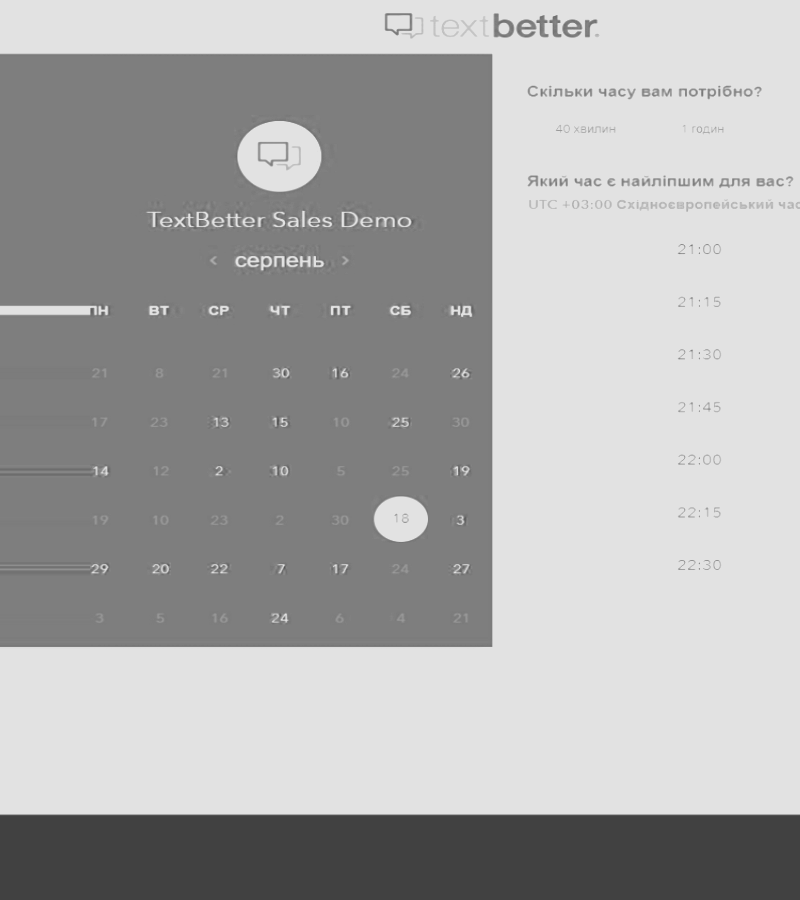 textbetter.
Скільки часу вам потрібно?
40 хвилин 1 годин
Який час є найліпшим для вас?
UTC +03:00 Східноєвропейський час
TextBetter Sales Demo
‹ серпень ›
ПН ВТ СР ЧТ ПТ СБ НД
21 8 21 30 16 24 26
17 23 13 15 10 25 30
14 12 2 10 5 25 19
19 10 23 2 30 18 3
29 20 22 7 17 24 27
3 5 16 24 6 4 21
21:00
21:15
21:30
21:45
22:00
22:15
22:30